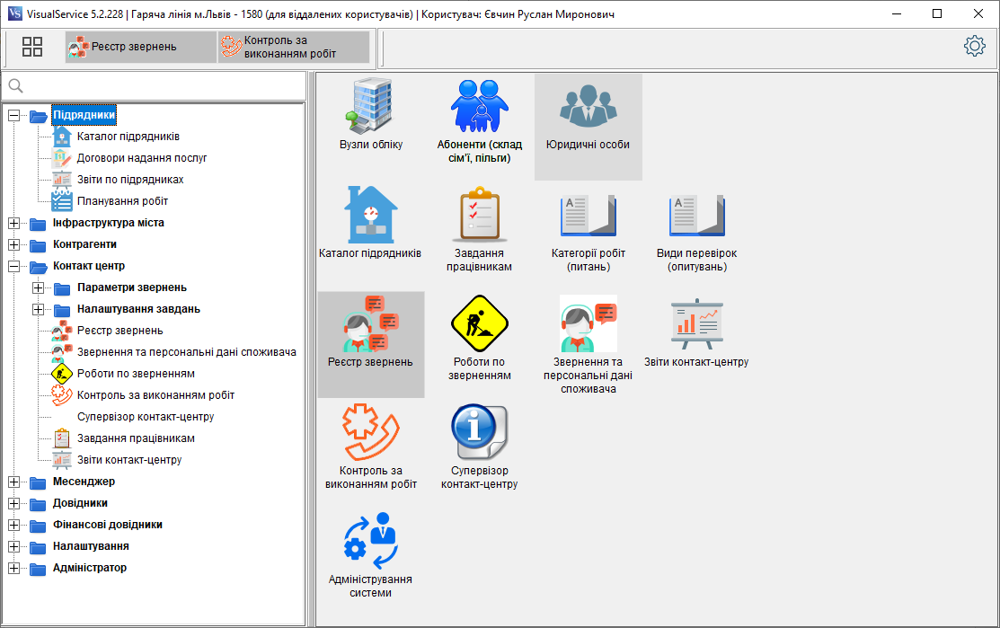 VisualService 5.2.228 | Гаряча лінія м.Львів - 1580 (для віддалених користувачів) | Користувач: Євчин Руслан Миронович
Реєстр звернень
Контроль за
виконанням робіт
Підрядники
Каталог підрядників
Договори надання послуг
Звіти по підрядниках
Планування робіт
Інфраструктура міста
Контрагенти
Контакт центр
Параметри звернень
Налаштування завдань
Реєстр звернень
Звернення та персональні дані споживача
Роботи по зверненням
Контроль за виконанням робіт
Супервізор контакт-центру
Завдання працівникам
Звіти контакт-центру
Месенджер
Довідники
Фінансові довідники
Налаштування
Адміністратор
Вузли обліку
Абоненти (склад
сім'ї, пільги)
Юридичні особи
Каталог підрядників
Завдання
працівникам
Категорії робіт
(питань)
Види перевірок
(опитувань)
Реєстр звернень
Роботи по
зверненням
Звернення та
персональні дані
споживача
Звіти контакт-центру
Контроль за
виконанням робіт
Супервізор
контакт-центру
Адміністрування
системи